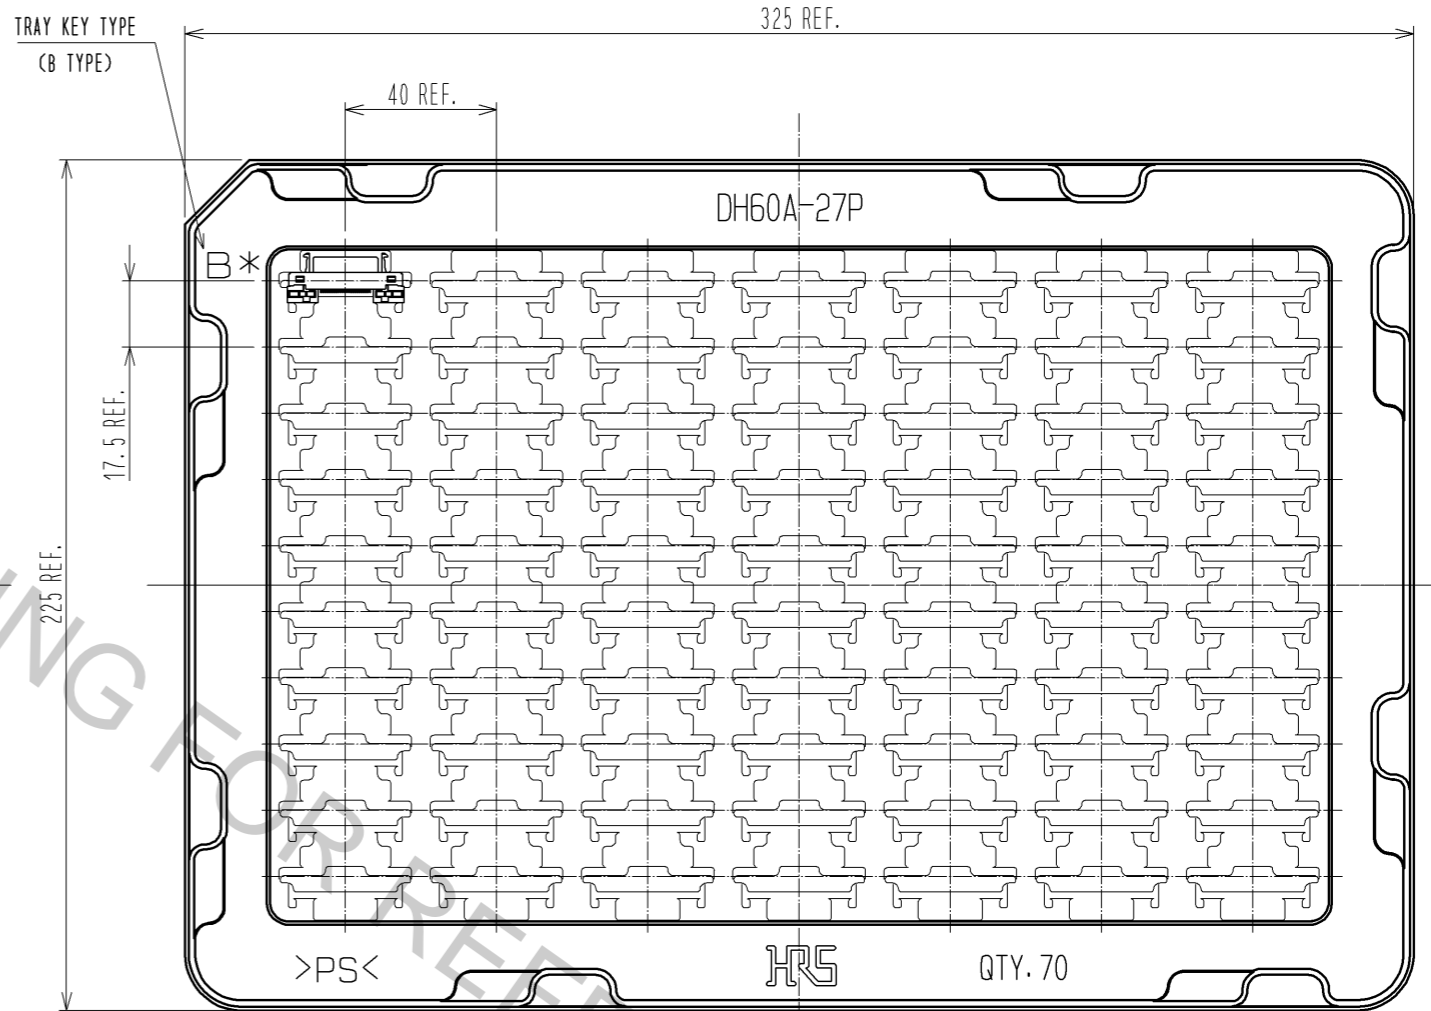 TRAY KEY TYPE
(B TYPE)
325 REF.
40 REF.
DH60A-27P
B*
17.5 REF.
225 REF.
>PS<
HRS
QTY. 70
FOR